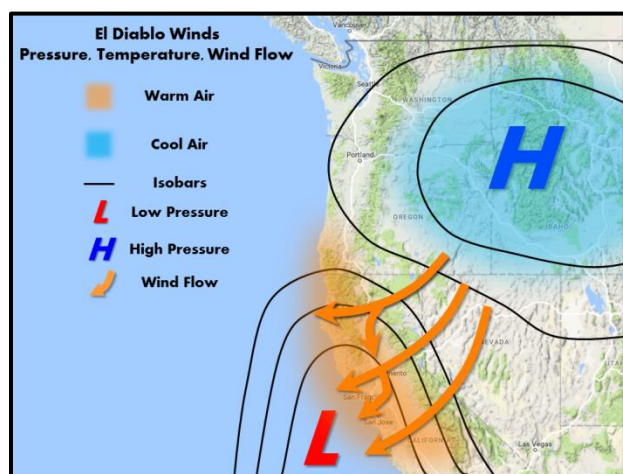 El Diablo Winds
Pressure, Temperature, Wind Flow
Warm Air
Cool Air
Isobars
L Low Pressure
H High Pressure
Wind Flow
Vancouver
Victoria
Seattle
WASHINGTON
Portland
OREGON
IDAHO
H
NEVADA
San Franc
San Jose
CALIFORNIA
Las Vegas
L